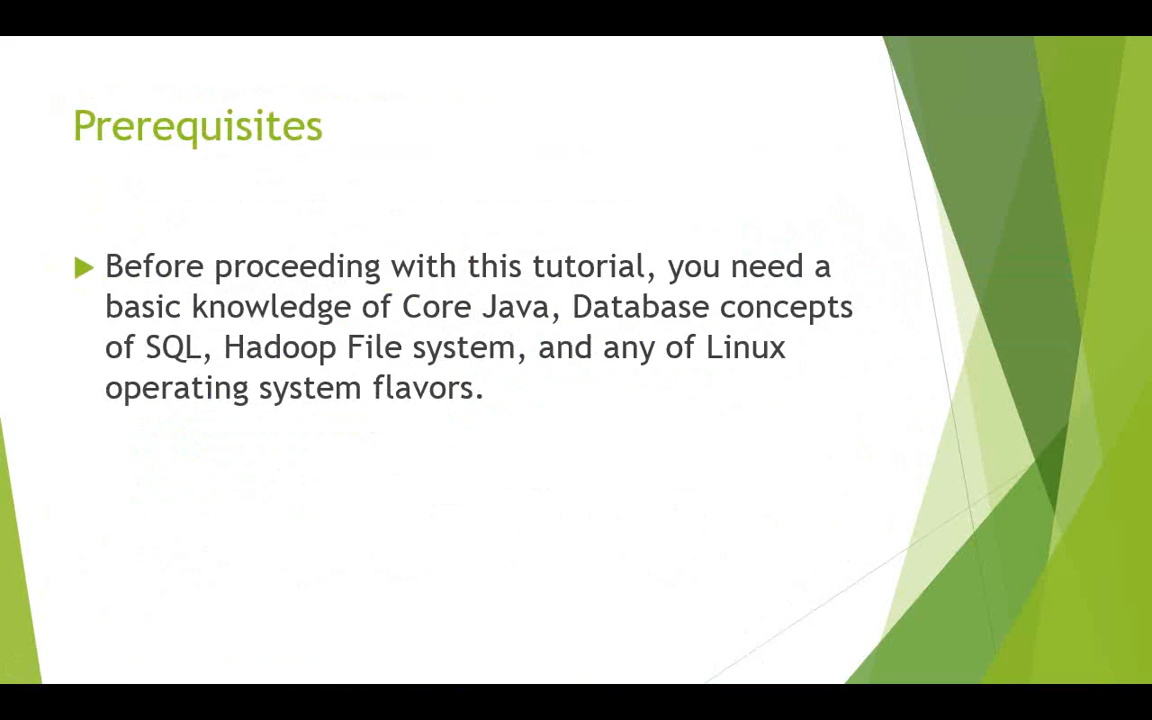 Prerequisites
Before proceeding with this tutorial, you need a
basic knowledge of Core Java, Database concepts
of SQL, Hadoop File system, and any of Linux
operating system flavors.